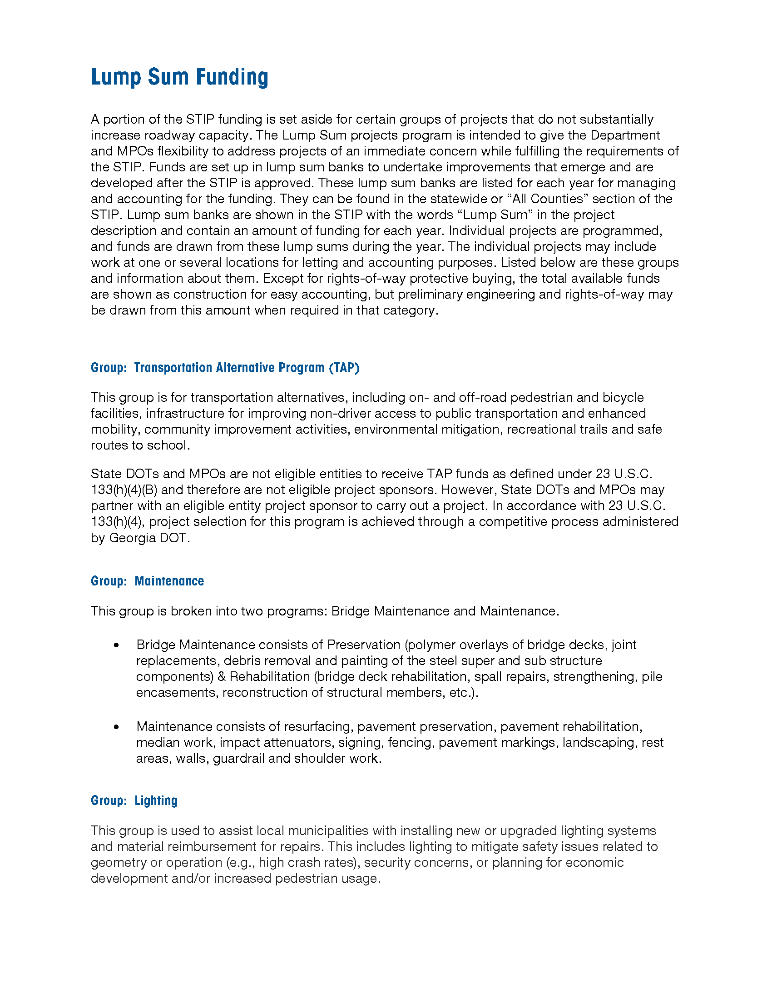 Lump Sum Funding
A portion of the STIP funding is set aside for certain groups of projects that do not substantially
increase roadway capacity. The Lump Sum projects program is intended to give the Department
and MPOs flexibility to address projects of an immediate concern while fulfilling the requirements of
the STIP. Funds are set up in lump sum banks to undertake improvements that emerge and are
developed after the STIP is approved. These lump sum banks are listed for each year for managing
and accounting for the funding. They can be found in the statewide or “All Counties” section of the
STIP. Lump sum banks are shown in the STIP with the words “Lump Sum” in the project
description and contain an amount of funding for each year. Individual projects are programmed,
and funds are drawn from these lump sums during the year. The individual projects may include
work at one or several locations for letting and accounting purposes. Listed below are these groups
and information about them. Except for rights-of-way protective buying, the total available funds
are shown as construction for easy accounting, but preliminary engineering and rights-of-way may
be drawn from this amount when required in that category.
Group: Transportation Alternative Program (TAP)
This group is for transportation alternatives, including on- and off-road pedestrian and bicycle
facilities, infrastructure for improving non-driver access to public transportation and enhanced
mobility, community improvement activities, environmental mitigation, recreational trails and safe
routes to school.
State DOTs and MPOs are not eligible entities to receive TAP funds as defined under 23 U.S.C.
133(h)(4)(B) and therefore are not eligible project sponsors. However, State DOTs and MPOs may
partner with an eligible entity project sponsor to carry out a project. In accordance with 23 U.S.C.
133(h)(4), project selection for this program is achieved through a competitive process administered
by Georgia DOT.
Group: Maintenance
This group is broken into two programs: Bridge Maintenance and Maintenance.
• Bridge Maintenance consists of Preservation (polymer overlays of bridge decks, joint
replacements, debris removal and painting of the steel super and sub structure
components) & Rehabilitation (bridge deck rehabilitation, spall repairs, strengthening, pile
encasements, reconstruction of structural members, etc.).
• Maintenance consists of resurfacing, pavement preservation, pavement rehabilitation,
median work, impact attenuators, signing, fencing, pavement markings, landscaping, rest
areas, walls, guardrail and shoulder work.
Group: Lighting
This group is used to assist local municipalities with installing new or upgraded lighting systems
and material reimbursement for repairs. This includes lighting to mitigate safety issues related to
geometry or operation (e.g., high crash rates), security concerns, or planning for economic
development and/or increased pedestrian usage.